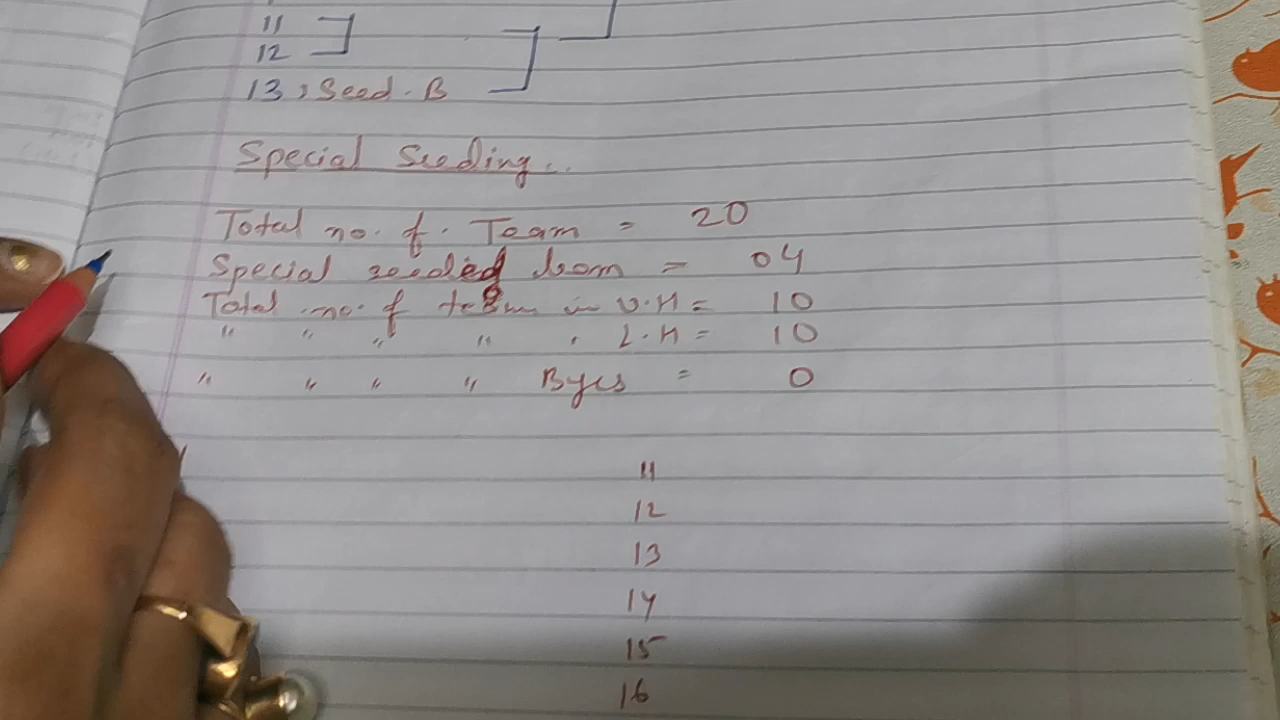 11
12
13, Seed. B
Special Seeding..
Total no. of. Team = 20
Special seeded team = 04
Total no. of team in U.H = 10
" " " " " L.H = 10
" " " " Byes = 0
11
12
13
14
15
16